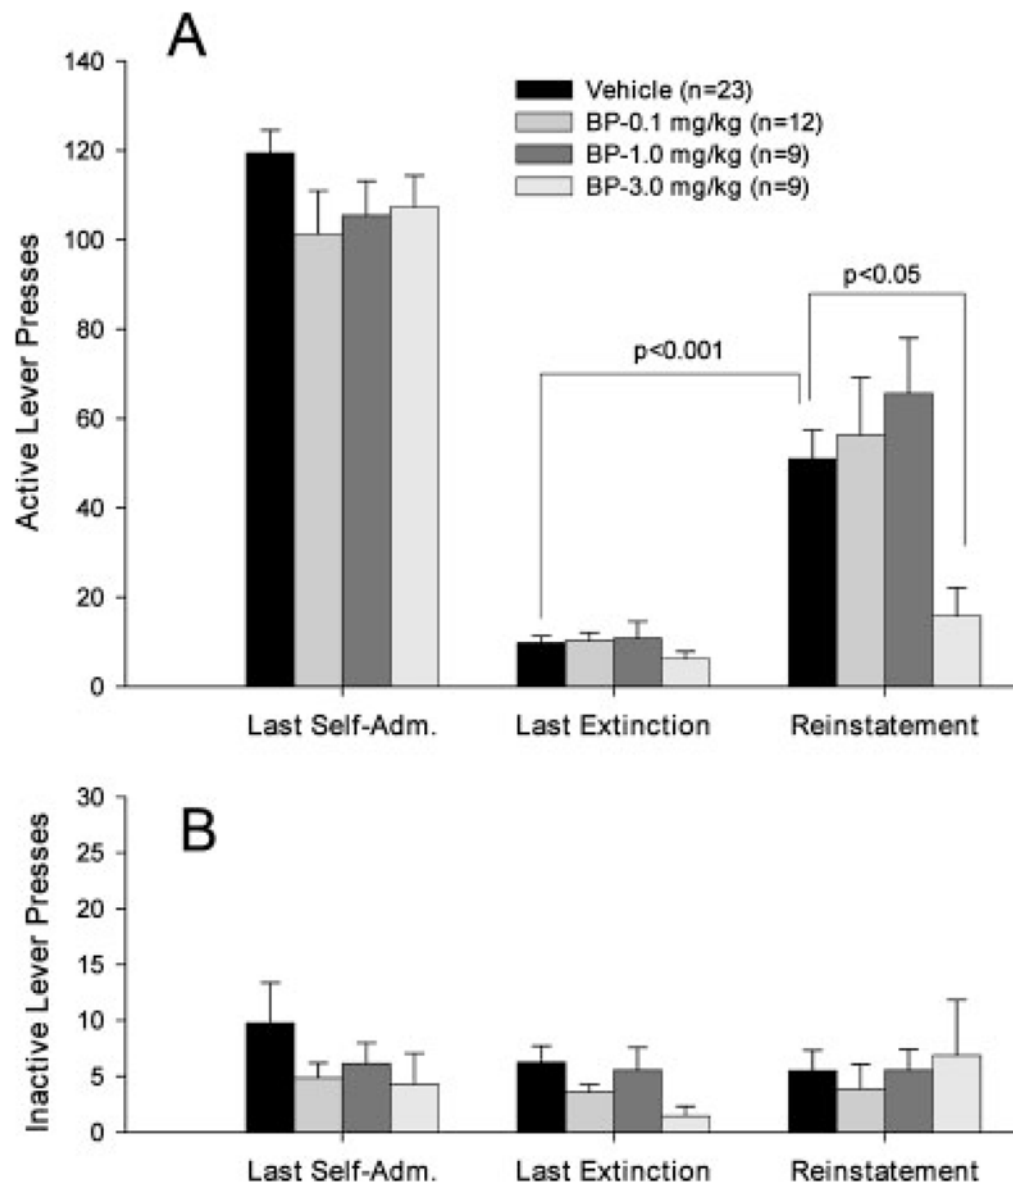 A
140
120
100
80
60
40
20
0
Active Lever Presses
Vehicle (n=23)
BP-0.1 mg/kg (n=12)
BP-1.0 mg/kg (n=9)
BP-3.0 mg/kg (n=9)
p<0.05
p<0.001
Last Self-Adm.
Last Extinction
Reinstatement
B
30
25
20
15
10
5
0
Inactive Lever Presses
Last Self-Adm.
Last Extinction
Reinstatement